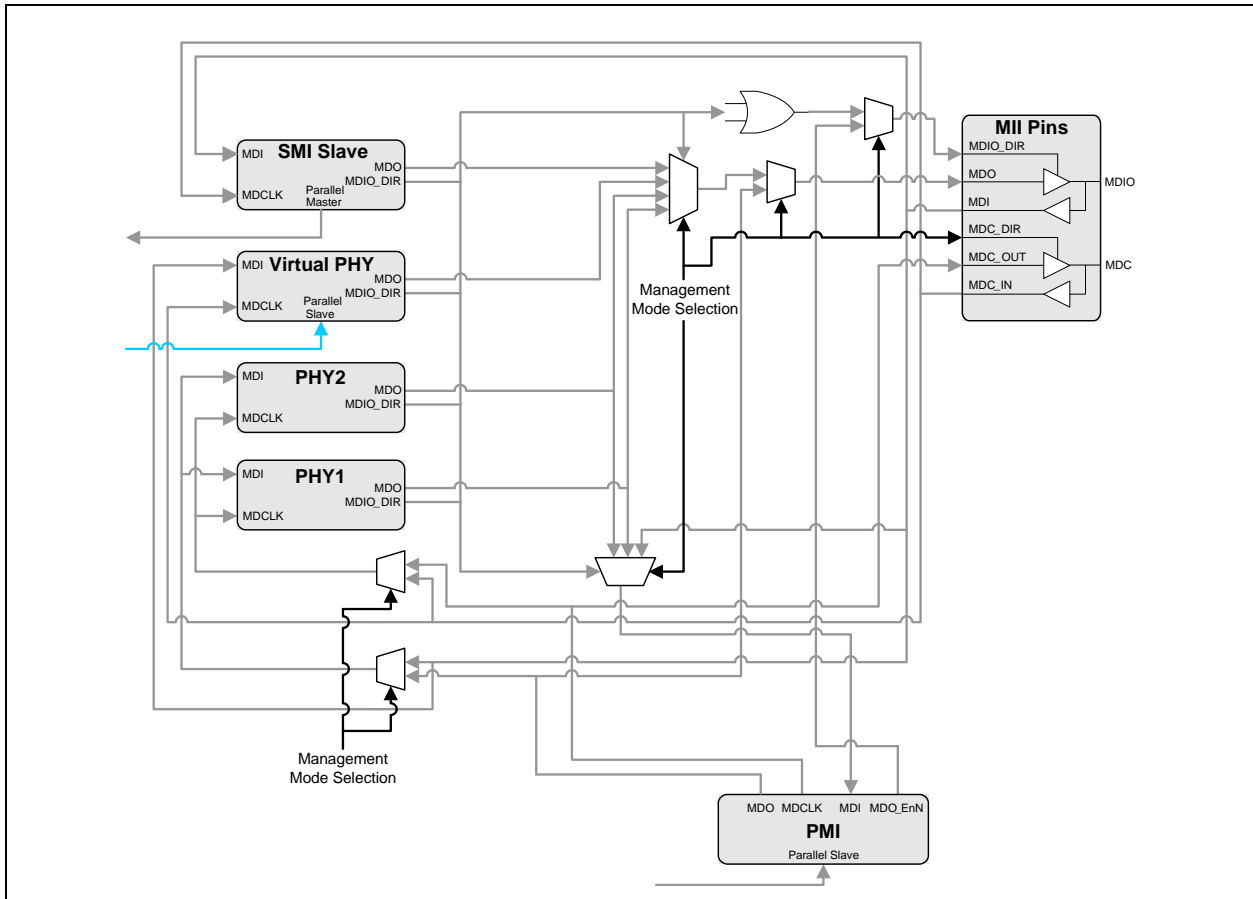 SMI Slave
MDI
MDCLK
MDO
MDIO_DIR
Parallel
Master
Virtual PHY
MDI
MDCLK
MDO
MDIO_DIR
Parallel
Slave
PHY2
MDI
MDCLK
MDO
MDIO_DIR
PHY1
MDI
MDCLK
MDO
MDIO_DIR
Management
Mode Selection
MII Pins
MDIO_DIR
MDO
MDI
MDC_DIR
MDC_OUT
MDC_IN
MDIO
MDC
Management
Mode Selection
MDO MDCLK MDI MDO_EnN
PMI
Parallel Slave